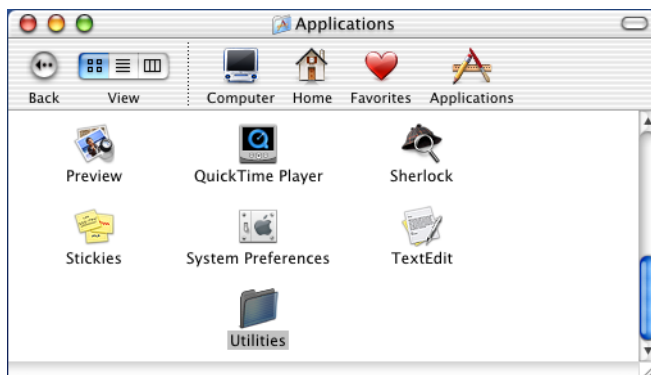 Applications
Back View Computer Home Favorites Applications
Preview QuickTime Player Sherlock
Stickies System Preferences TextEdit
Utilities